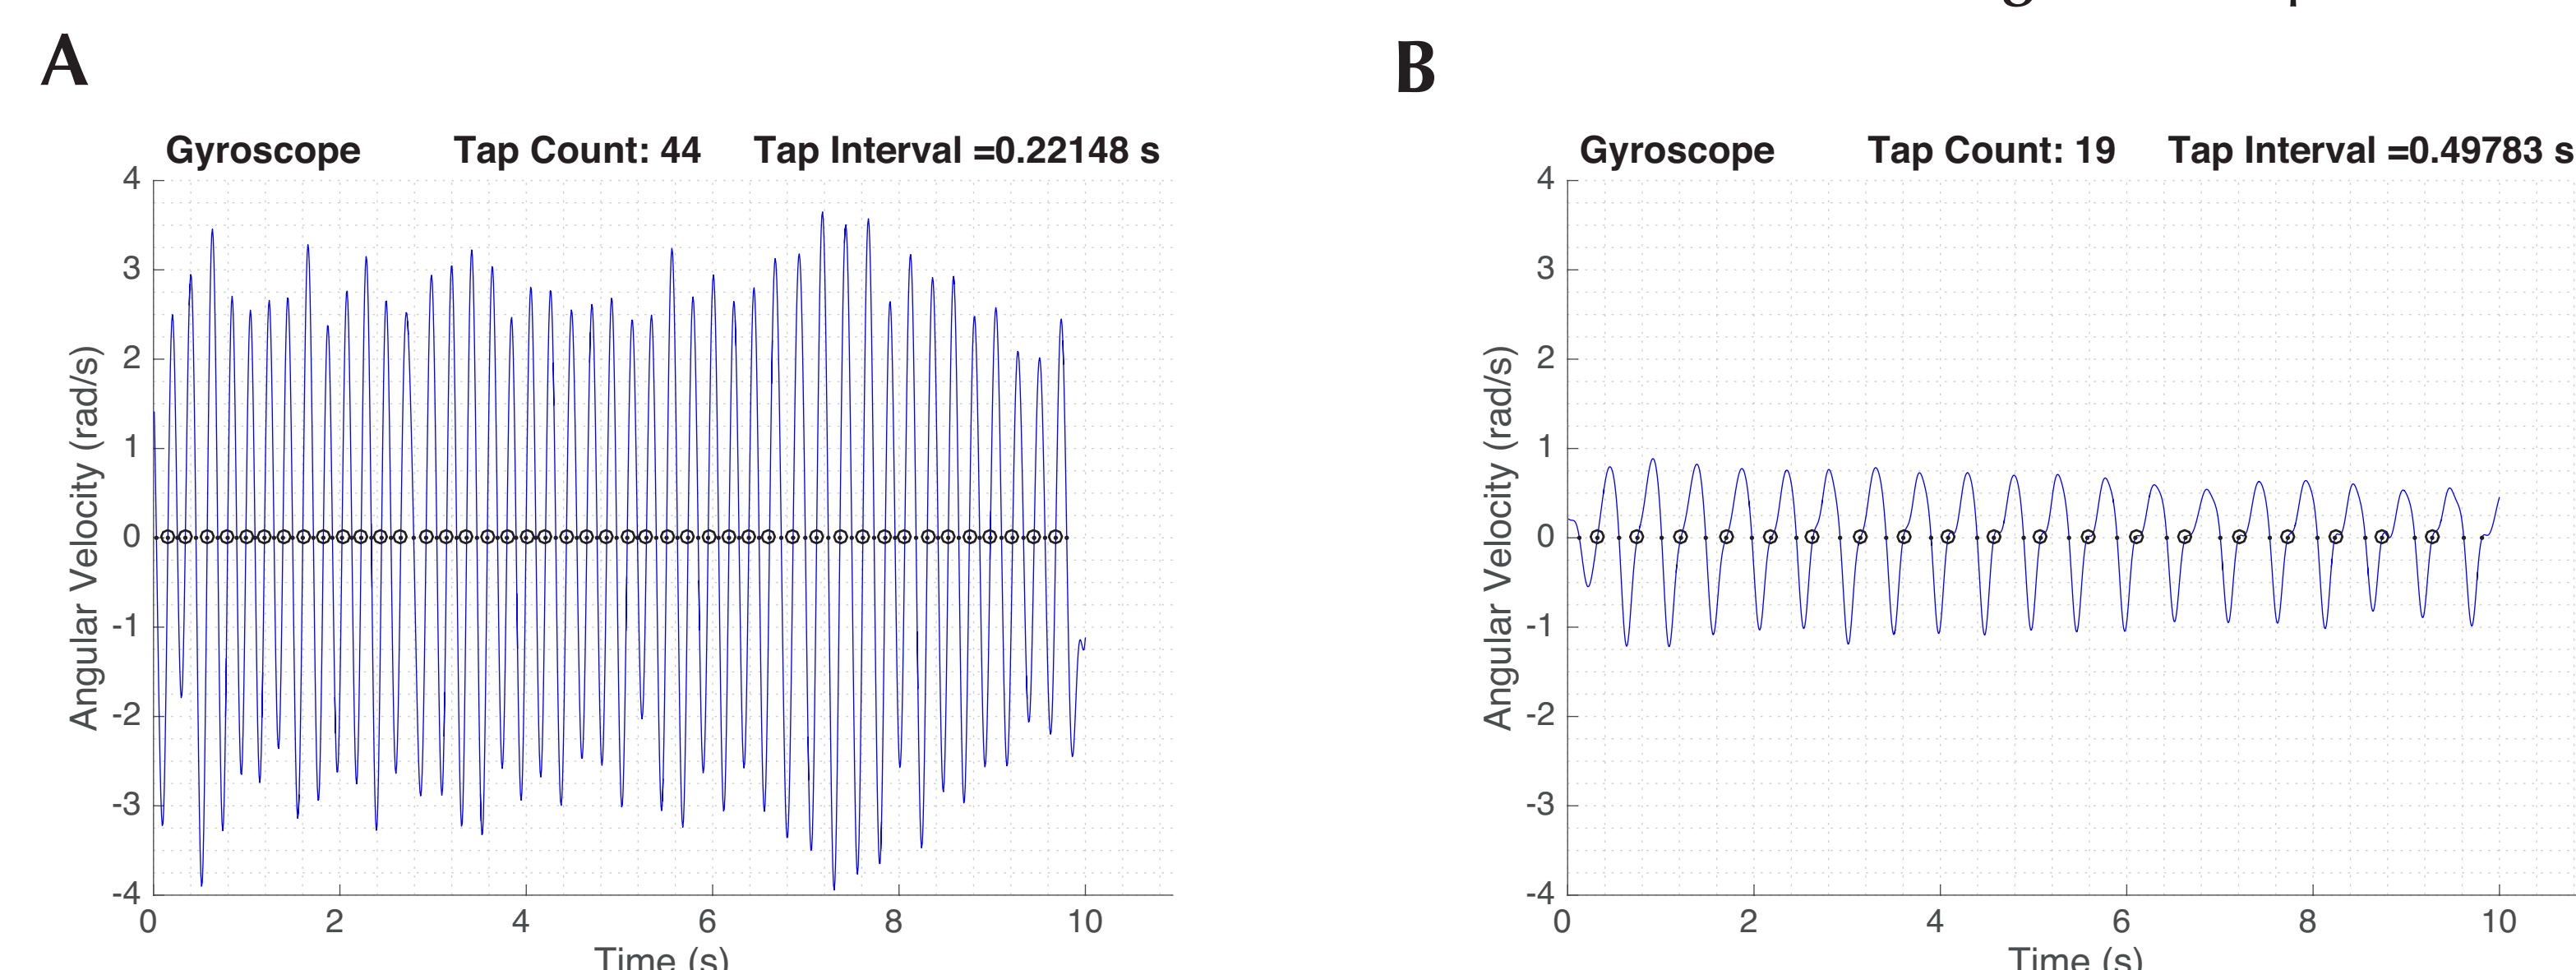 A
Gyroscope Tap Count: 44 Tap Interval =0.22148 s
4
3
2
1
0
-1
-2
-3
-4
Angular Velocity (rad/s)
0 2 4 6 8 10
Time (s)
B
Gyroscope Tap Count: 19 Tap Interval =0.49783 s
4
3
2
1
0
-1
-2
-3
-4
Angular Velocity (rad/s)
0 2 4 6 8 10
Time (s)